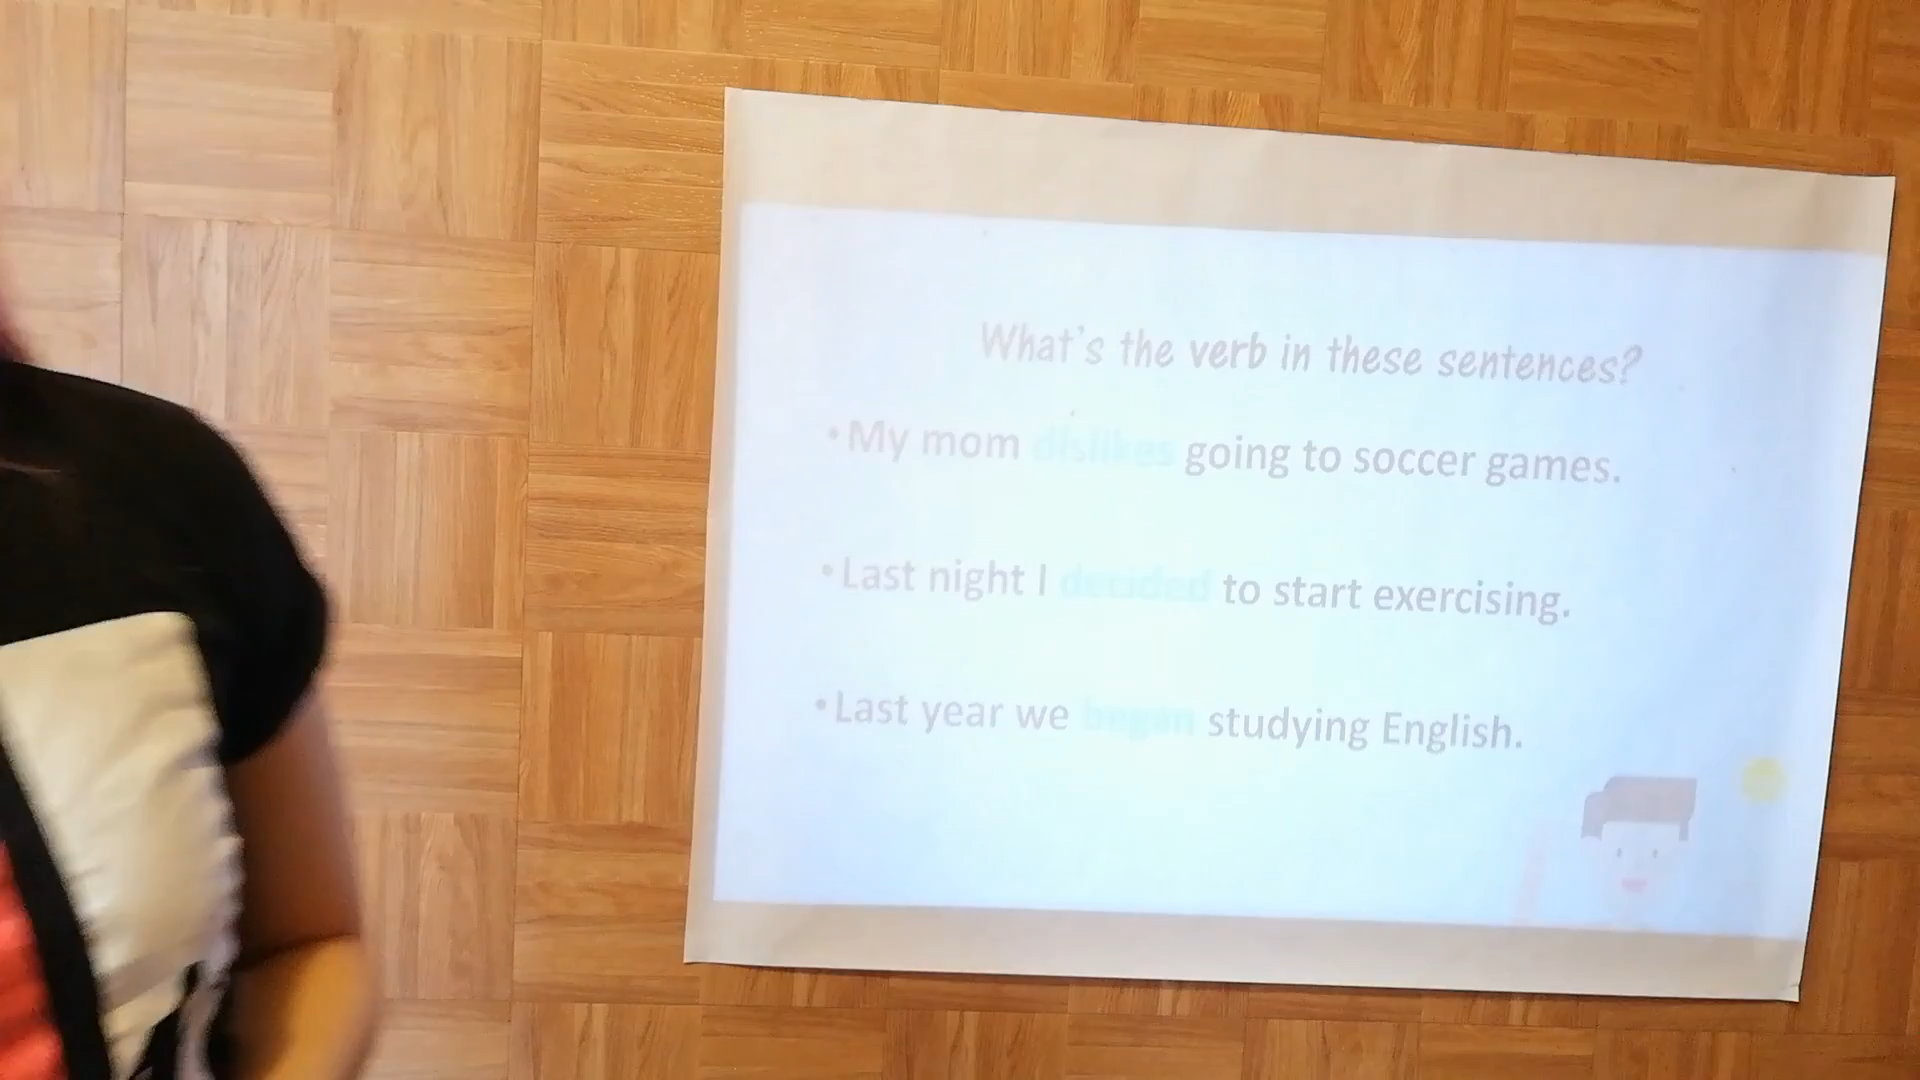 What's the verb in these sentences?
•My mom dislikes going to soccer games.
•Last night I decided to start exercising.
•Last year we began studying English.